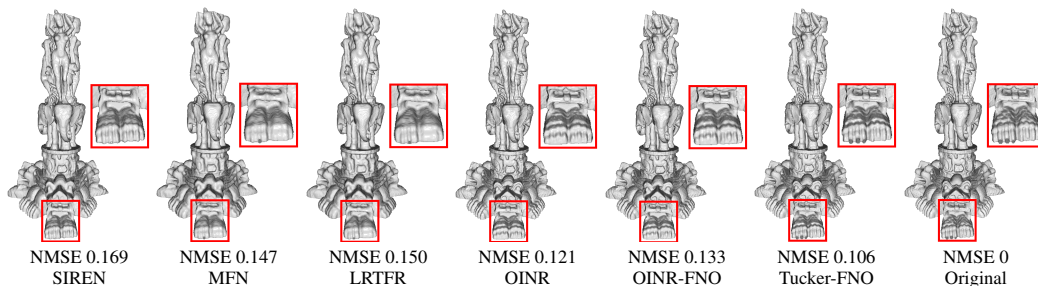 NMSE 0.169 NMSE 0.147 NMSE 0.150 NMSE 0.121 NMSE 0.133 NMSE 0.106 NMSE 0
SIREN MFN LRTFR OINR OINR-FNO Tucker-FNO Original